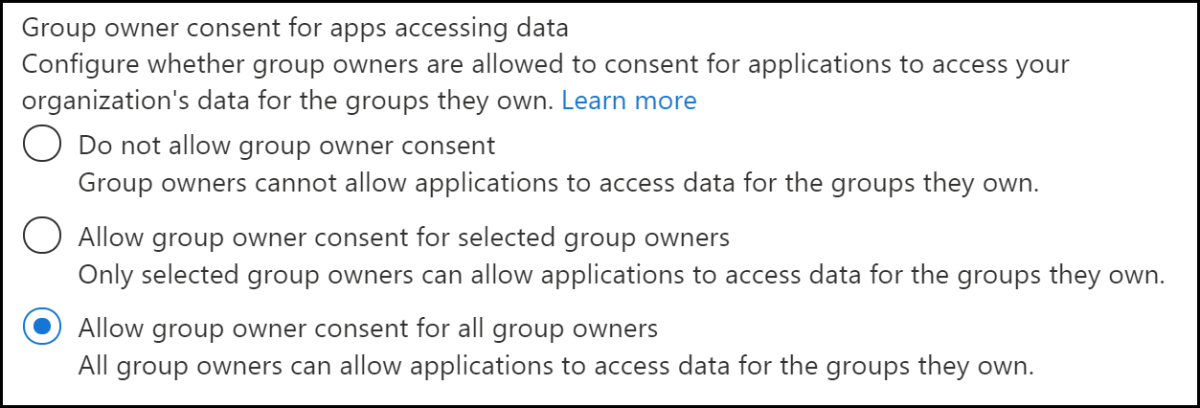 Group owner consent for apps accessing data
Configure whether group owners are allowed to consent for applications to access your
organization's data for the groups they own. Learn more
Do not allow group owner consent
Group owners cannot allow applications to access data for the groups they own.
Allow group owner consent for selected group owners
Only selected group owners can allow applications to access data for the groups they own.
Allow group owner consent for all group owners
All group owners can allow applications to access data for the groups they own.